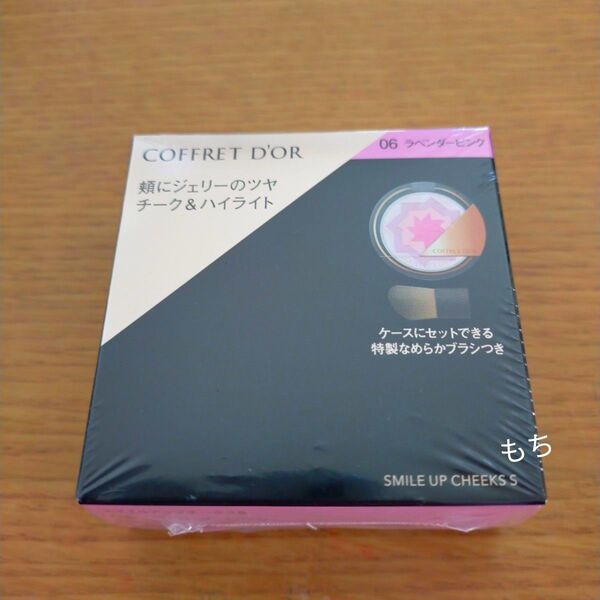 COFFRET D'OR
06 ラベンダーピンク
頬にジェリーのツヤ
チーク&ハイライト
COFFRET D'OR
ケースにセットできる
特製なめらかブラシつき
もち
SMILE UP CHEEKS S